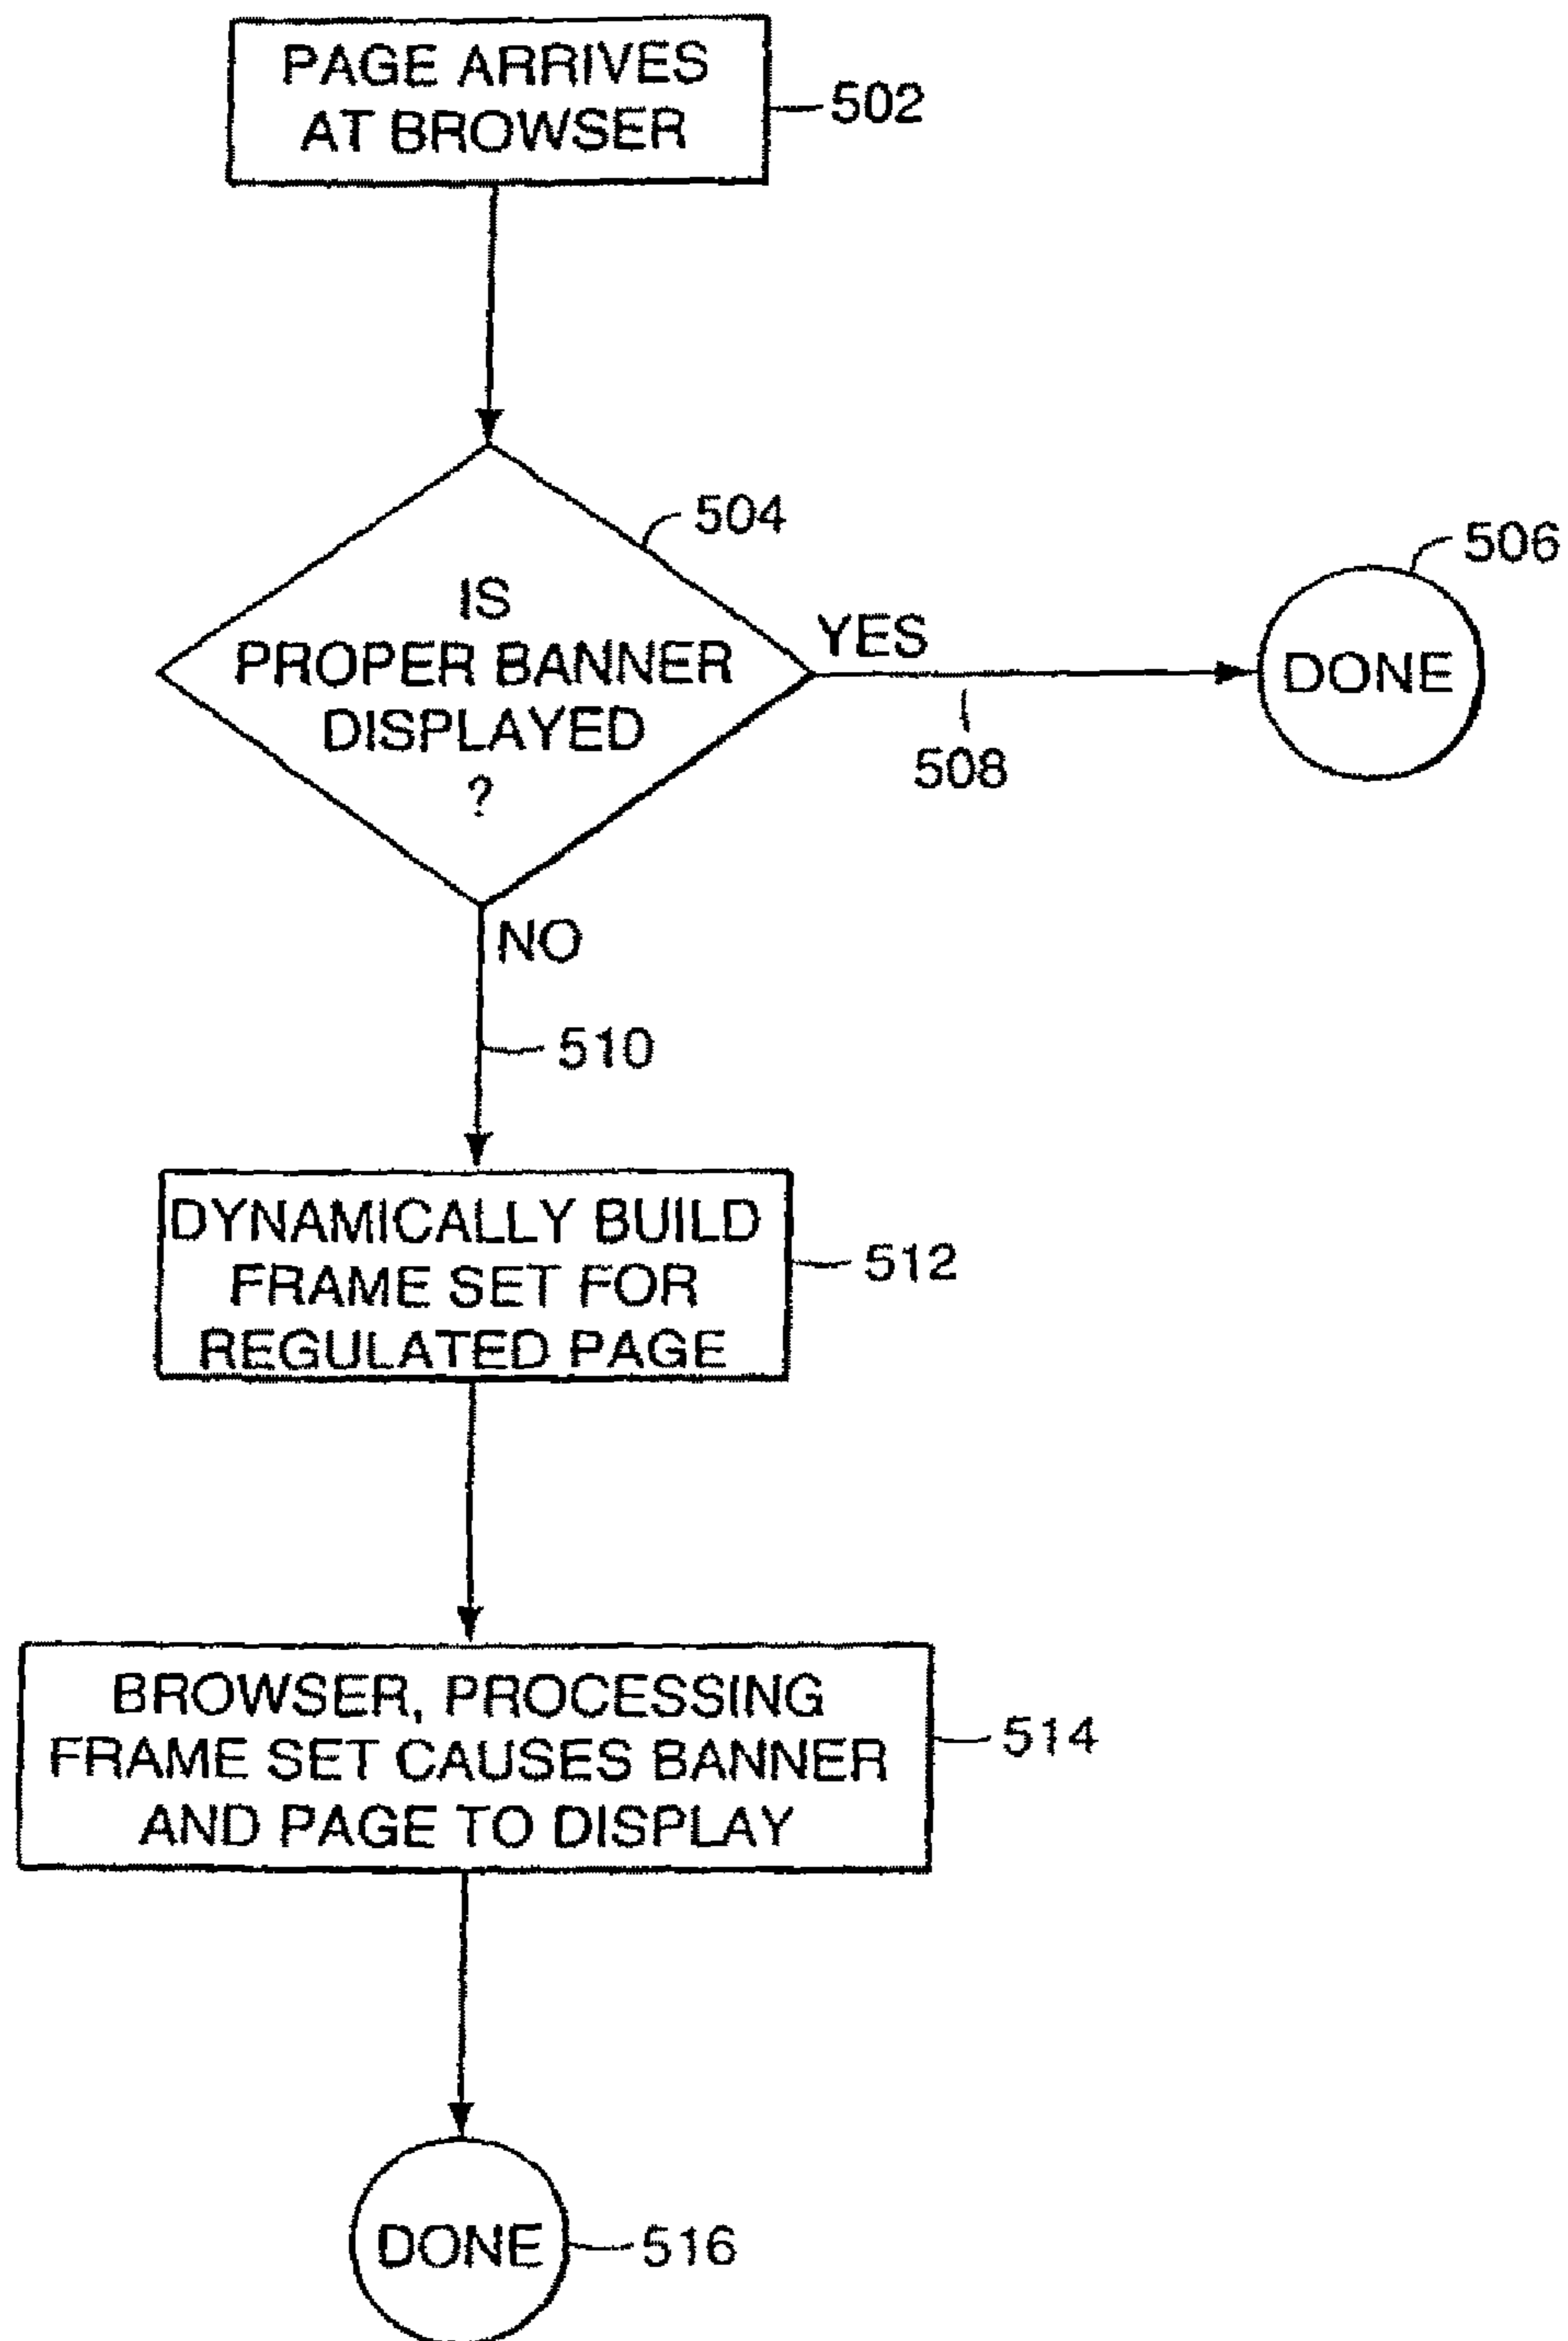 PAGE ARRIVES
AT BROWSER
502
504
506
IS
PROPER BANNER
DISPLAYED
?
YES
DONE
508
NO
510
DYNAMICALLY BUILD
FRAME SET FOR
REGULATED PAGE
512
BROWSER, PROCESSING
FRAME SET CAUSES BANNER
AND PAGE TO DISPLAY
514
DONE
516